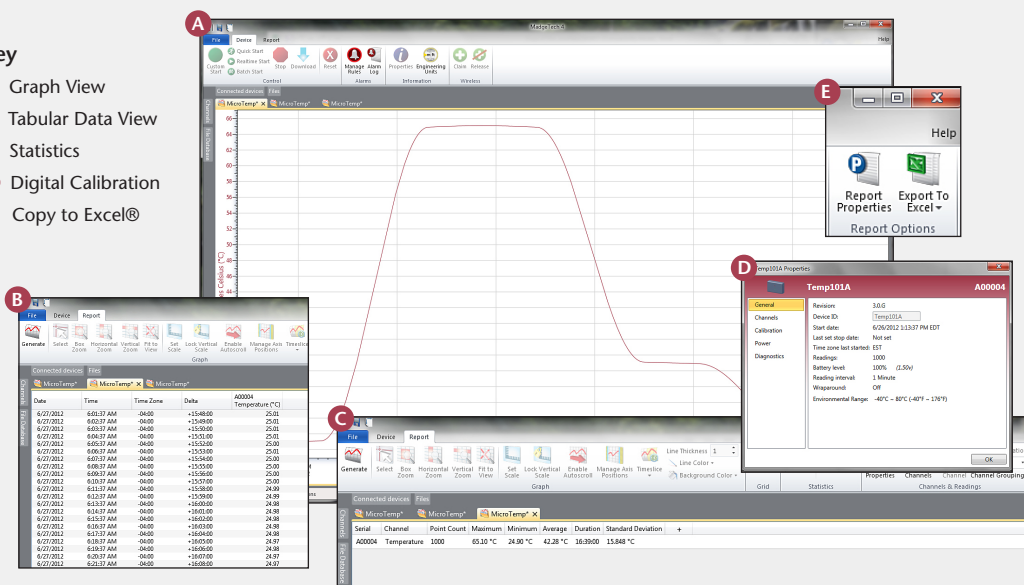 ey
Graph View
Tabular Data View
Statistics
Digital Calibration
Copy to Excel®
A
MadgeTech 4
File Device Report Help
Custom Start
Quick Start
Realtime Start
Batch Start
Stop Download Reset
Manage Rules Alarm Log
Properties Engineering Units
Claim Release
Control Alarms Information Wireless
Connected devices Files
MicroTemp* MicroTemp* MicroTemp*
Channels
File Database
66
64
62
60
58
56
54
52
50
48
46
44
es Celsius (°C)
E
Help
Report Properties
Export To Excel
Report Options
D
Temp101A Properties
Temp101A A00004
General
Channels
Calibration
Power
Diagnostics
Revision: 3.0.G
Device ID: Temp101A
Start date: 6/26/2012 1:13:37 PM EDT
Last set stop date: Not set
Time zone last started: EST
Readings: 1000
Battery level: 100% (1.50v)
Reading interval: 1 Minute
Wraparound: Off
Environmental Range: -40°C ~ 80°C (-40°F ~ 176°F)
OK
B
File Device Report
Generate Select Box Zoom Horizontal Zoom Vertical Zoom Fit to View Set Scale Lock Vertical Scale Enable Autoscroll Manage Axis Positions Timeslice
Graph
Connected devices Files
MicroTemp* MicroTemp* MicroTemp*
Channels
File Database
Date Time Time Zone Delta A00004 Temperature (°C)
6/27/2012 6:01:37 AM -04:00 +15:48:00 25.01
6/27/2012 6:02:37 AM -04:00 +15:49:00 25.01
6/27/2012 6:03:37 AM -04:00 +15:50:00 25.01
6/27/2012 6:04:37 AM -04:00 +15:51:00 25.01
6/27/2012 6:05:37 AM -04:00 +15:52:00 25.00
6/27/2012 6:06:37 AM -04:00 +15:53:00 25.01
6/27/2012 6:07:37 AM -04:00 +15:54:00 25.00
6/27/2012 6:08:37 AM -04:00 +15:55:00 25.00
6/27/2012 6:09:37 AM -04:00 +15:56:00 25.00
6/27/2012 6:10:37 AM -04:00 +15:57:00 25.00
6/27/2012 6:11:37 AM -04:00 +15:58:00 24.99
6/27/2012 6:12:37 AM -04:00 +15:59:00 24.99
6/27/2012 6:13:37 AM -04:00 +16:00:00 24.98
6/27/2012 6:14:37 AM -04:00 +16:01:00 24.98
6/27/2012 6:15:37 AM -04:00 +16:02:00 24.98
6/27/2012 6:16:37 AM -04:00 +16:03:00 24.98
6/27/2012 6:17:37 AM -04:00 +16:04:00 24.98
6/27/2012 6:18:37 AM -04:00 +16:05:00 24.98
6/27/2012 6:19:37 AM -04:00 +16:06:00 24.98
6/27/2012 6:20:37 AM -04:00 +16:07:00 24.97
6/27/2012 6:21:37 AM -04:00 +16:08:00 24.97
C
File Device Report
Generate Select Box Zoom Horizontal Zoom Vertical Zoom Fit to View Set Scale Lock Vertical Scale Enable Autoscroll Manage Axis Positions Timeslice
Line Thickness 1
Line Color
Background Color
Properties Channels Channel Channel Grouping
Graph Grid Statistics Channels & Readings
Connected devices Files
MicroTemp* MicroTemp* MicroTemp*
Channels
File Database
Serial Channel Point Count Maximum Minimum Average Duration Standard Deviation +
A00004 Temperature 1000 65.10 °C 24.90 °C 42.28 °C 16:39:00 15.848 °C